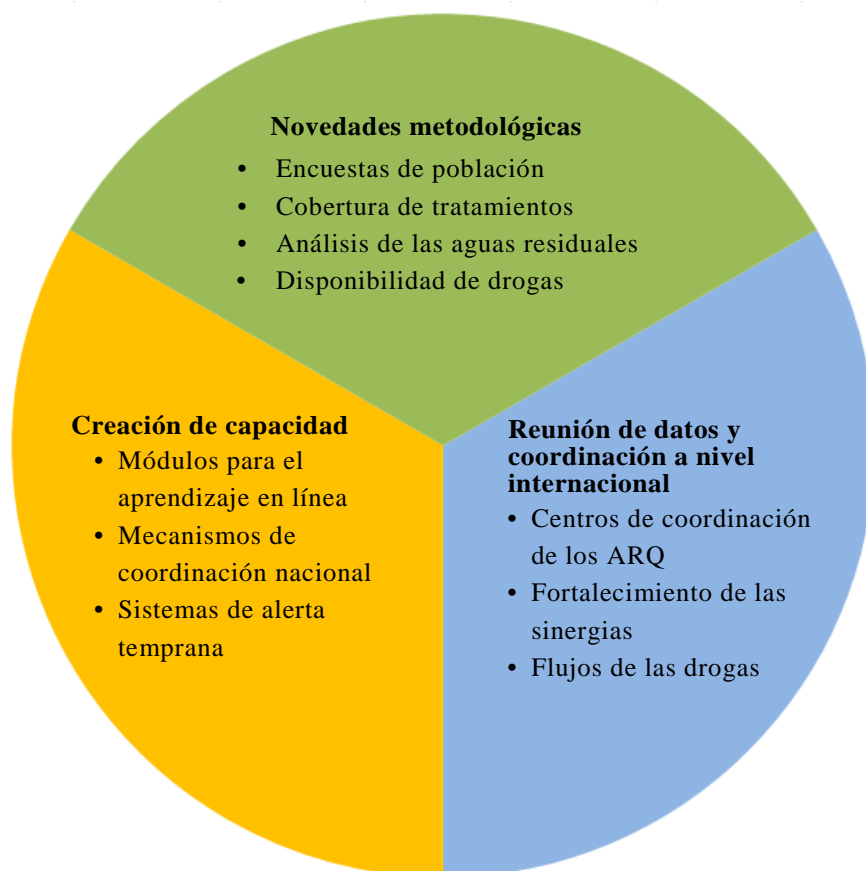 Novedades metodológicas
• Encuestas de población
• Cobertura de tratamientos
• Análisis de las aguas residuales
• Disponibilidad de drogas
Creación de capacidad
• Módulos para el
aprendizaje en línea
• Mecanismos de
coordinación nacional
• Sistemas de alerta
temprana
Reunión de datos y
coordinación a nivel
internacional
• Centros de coordinación
de los ARQ
• Fortalecimiento de las
sinergias
• Flujos de las drogas